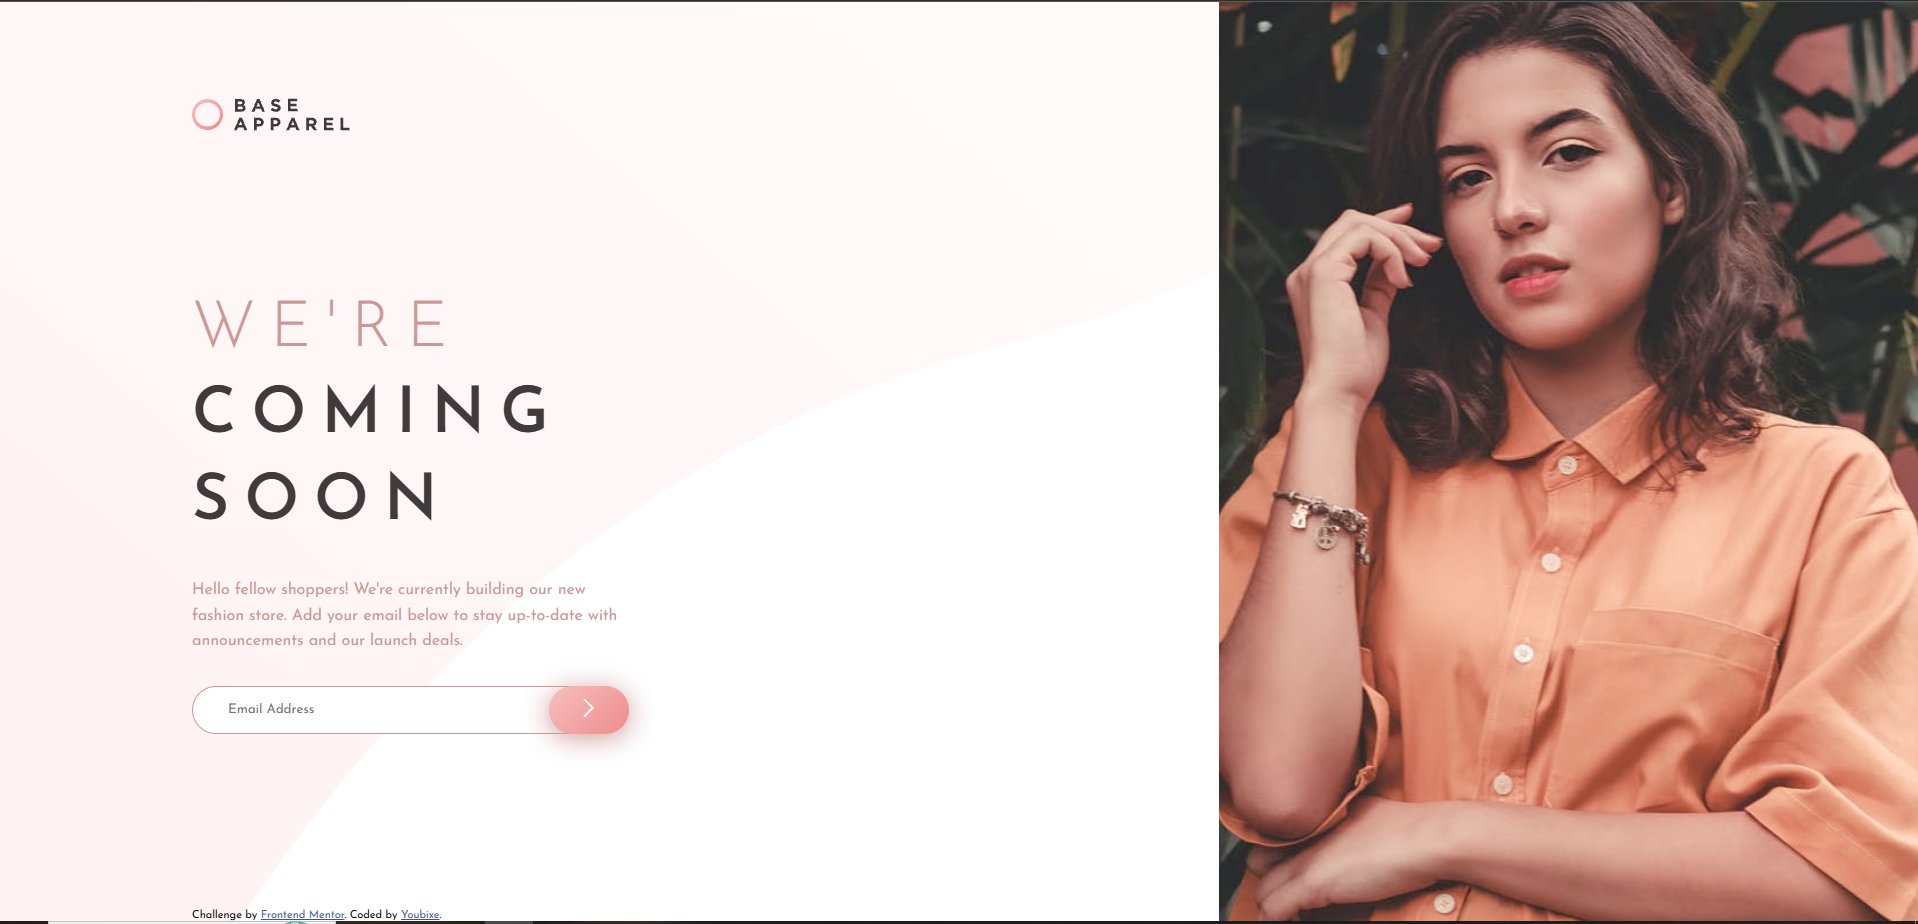 BASE
APPAREL
WE'RE
COMING
SOON
Hello fellow shoppers! We're currently building our new
fashion store. Add your email below to stay up-to-date with
announcements and our launch deals.
Email Address
Challenge by Frontend Mentor. Coded by Youbixe.